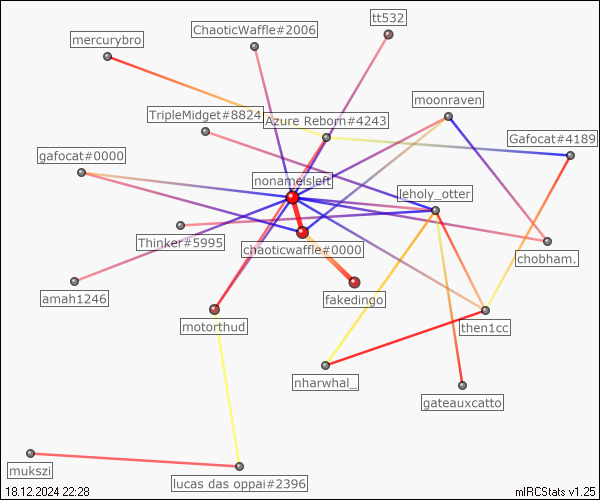 tt532
ChaoticWaffle#2006
mercurybro
moonraven
TripleMidget#8824
Azure Reborn#4243
Gafocat#4189
gafocat#0000
nonameisleft
leholy_otter
Thinker#5995
chaoticwaffle#0000
chobham.
amah1246
fakedingo
motorthud
then1cc
nharwhal_
gateauxcatto
mukszi
lucas das oppai#2396
18.12.2024 22:28
mIRCStats v1.25